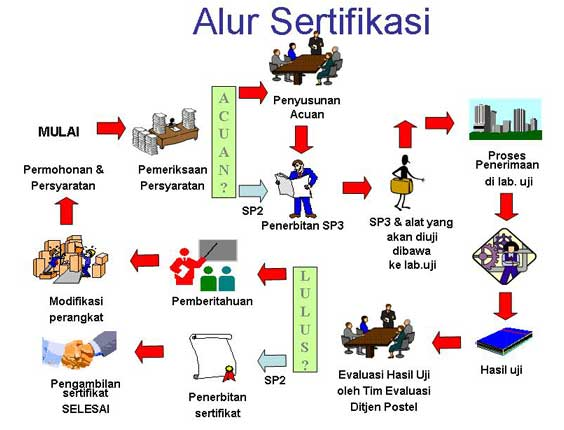 Alur Sertifikasi
MULAI
Permohonan &
Persyaratan
Pemeriksaan
Persyaratan
ACUAN?
Penyusunan
Acuan
SP2
Penerbitan SP3
SP3 & alat yang
akan diuji
dibawa
ke lab.uji
Proses
Penerimaan
di lab. uji
Hasil uji
Evaluasi Hasil Uji
oleh Tim Evaluasi
Ditjen Postel
LULUS?
Pemberitahuan
Modifikasi
perangkat
SP2
Penerbitan
sertifikat
Pengambilan
sertifikat
SELESAI